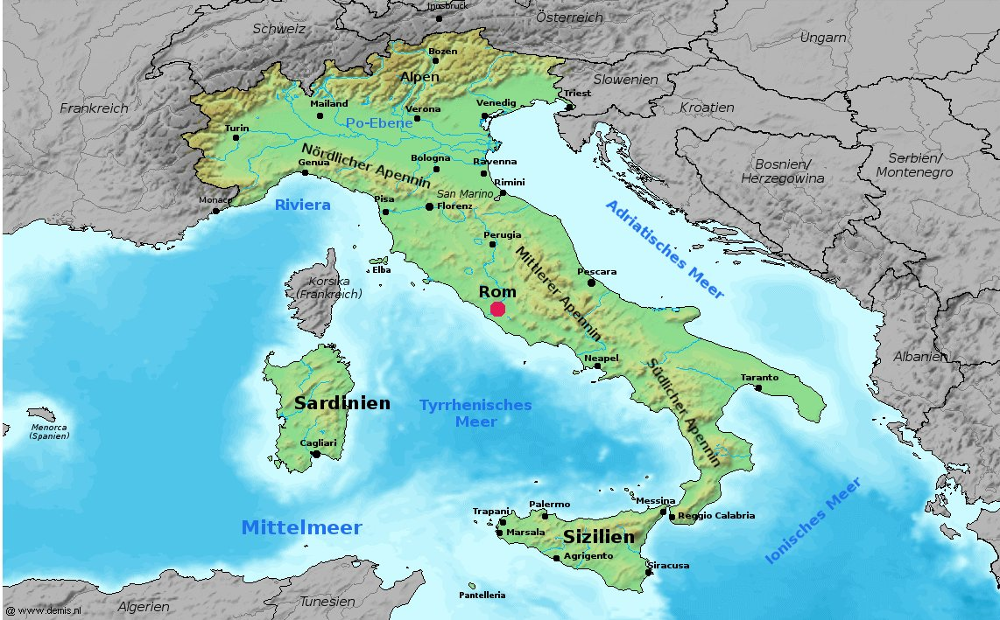 Innsbruck
Österreich
Schweiz
Ungarn
Bozen
Alpen
Slowenien
Triest
Frankreich
Mailand
Venedig
Verona
Kroatien
Po-Ebene
Turin
Nördlicher Apennin
Bologna
Genua
Ravenna
Bosnien/
Herzegowina
Serbien/
Montenegro
Rimini
San Marino
Monaco
Riviera
Pisa
Florenz
Adriatisches Meer
Perugia
Mittlerer Apennin
Elba
Pescara
Korsika
(Frankreich)
Rom
Neapel
Albanien
Südlicher Apennin
Taranto
Sardinien
Tyrrhenisches
Meer
Menorca
(Spanien)
Cagliari
Ionisches Meer
Messina
Palermo
Trapani
Reggio Calabria
Mittelmeer
Marsala
Sizilien
Agrigento
Siracusa
Pantelleria
Tunesien
Algerien
@ www.demis.nl